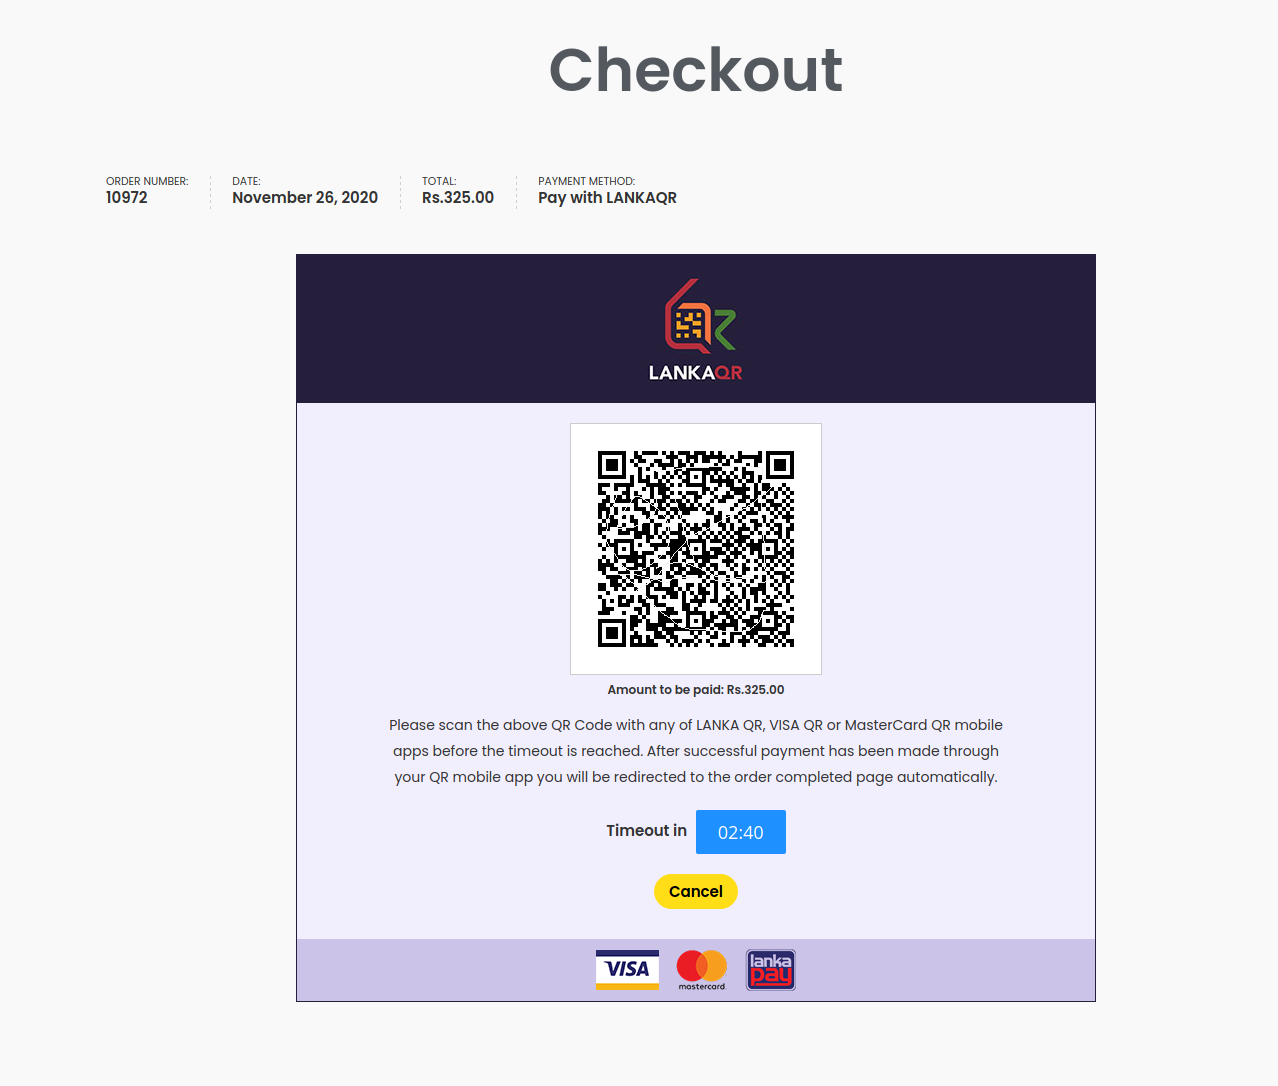 Checkout
ORDER NUMBER:
10972
DATE:
November 26, 2020
TOTAL:
Rs.325.00
PAYMENT METHOD:
Pay with LANKAQR
LANKAQR
Amount to be paid: Rs.325.00
Please scan the above QR Code with any of LANKA QR, VISA QR or MasterCard QR mobile
apps before the timeout is reached. After successful payment has been made through
your QR mobile app you will be redirected to the order completed page automatically.
Timeout in 02:40
Cancel
VISA
mastercard.
lanka
pay